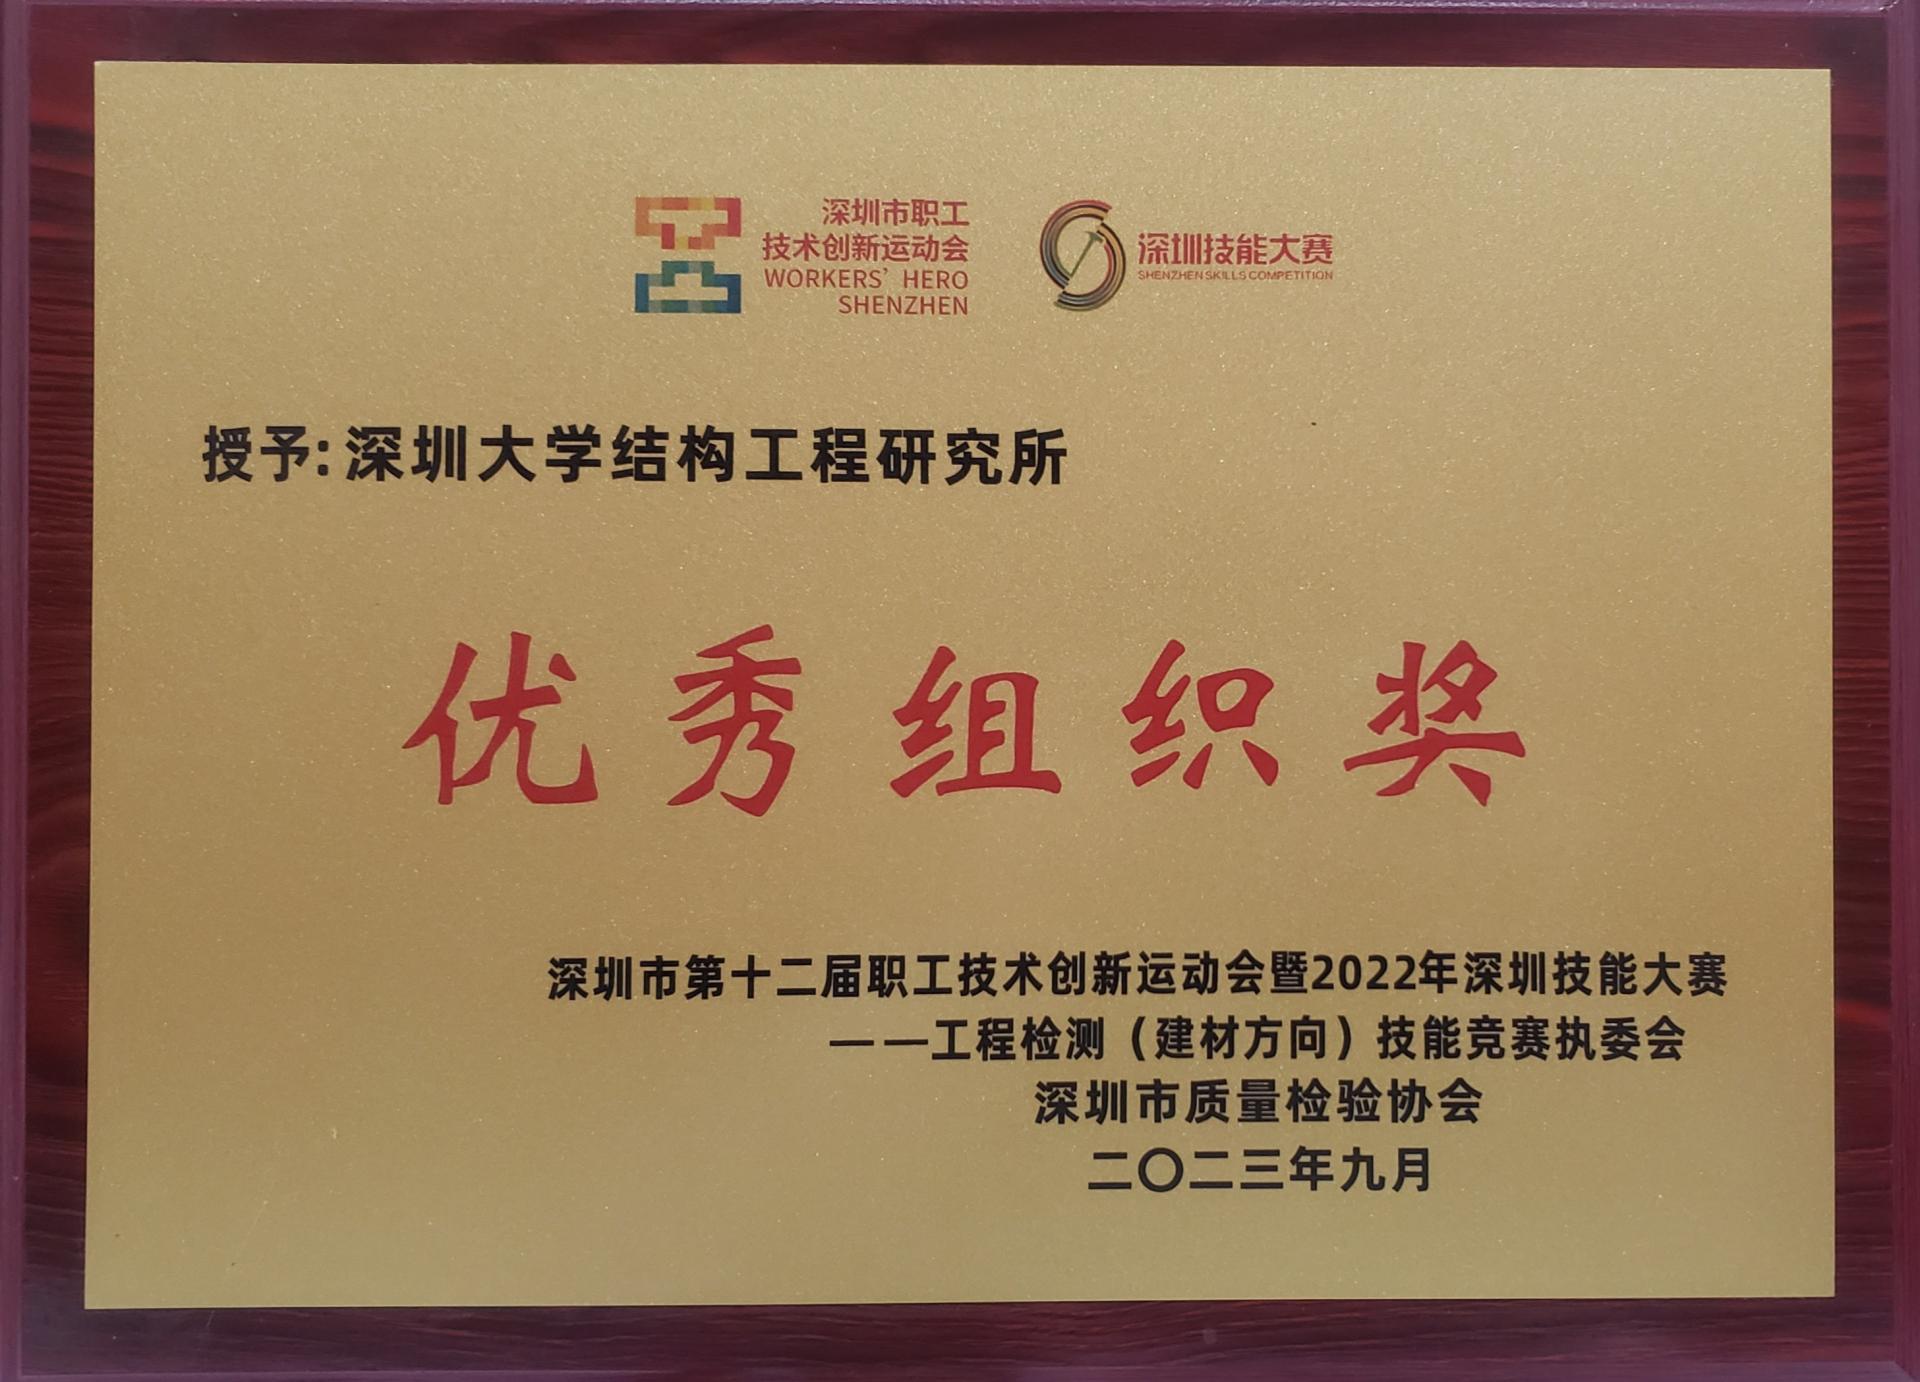 深圳市职工
技术创新运动会
WORKERS' HERO
SHENZHEN
深圳技能大赛
SHENZHEN SKILLS COMPETITION
授予:深圳大学结构工程研究所
优秀组织奖
深圳市第十二届职工技术创新运动会暨2022年深圳技能大赛
——工程检测（建材方向）技能竞赛执委会
深圳市质量检验协会
二〇二三年九月